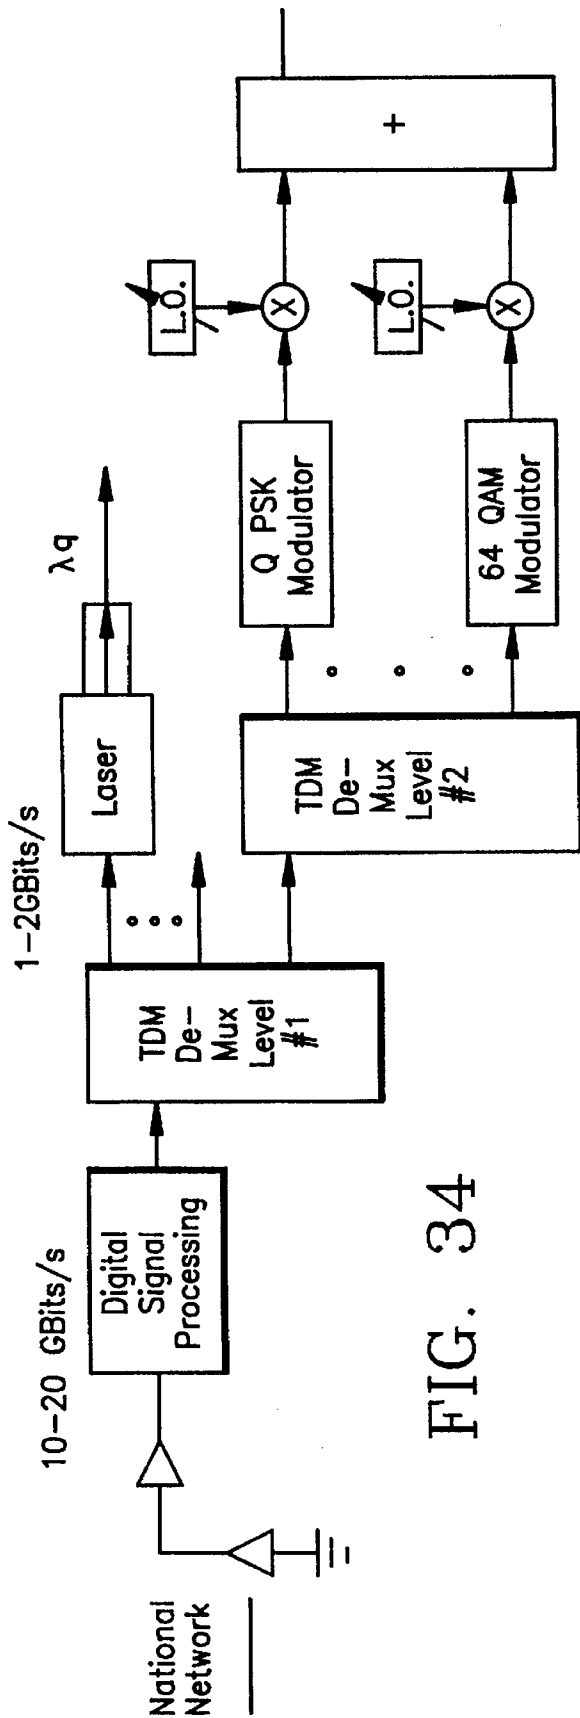 National
Network
10-20 GBits/s
Digital
Signal
Processing
TDM
De-
Mux
Level
#1
1-2GBits/s
Laser
λq
TDM
De-
Mux
Level
#2
Q PSK
Modulator
64 QAM
Modulator
L.O.
X
L.O.
X
+
FIG. 34